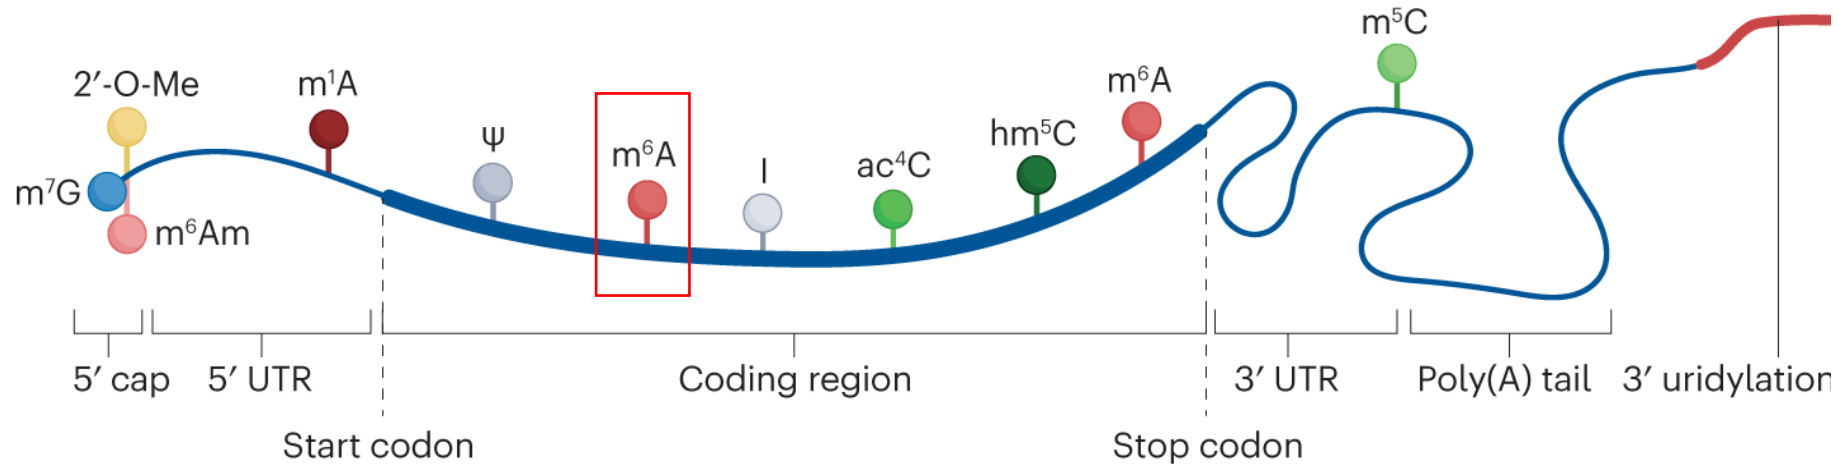 m⁵C
2′-O-Me
m¹A
m⁶A
ψ
hm⁵C
m⁶A
I
ac⁴C
m⁷G
m⁶Am
5′ cap
5′ UTR
Coding region
3′ UTR
Poly(A) tail
3′ uridylation
Start codon
Stop codon